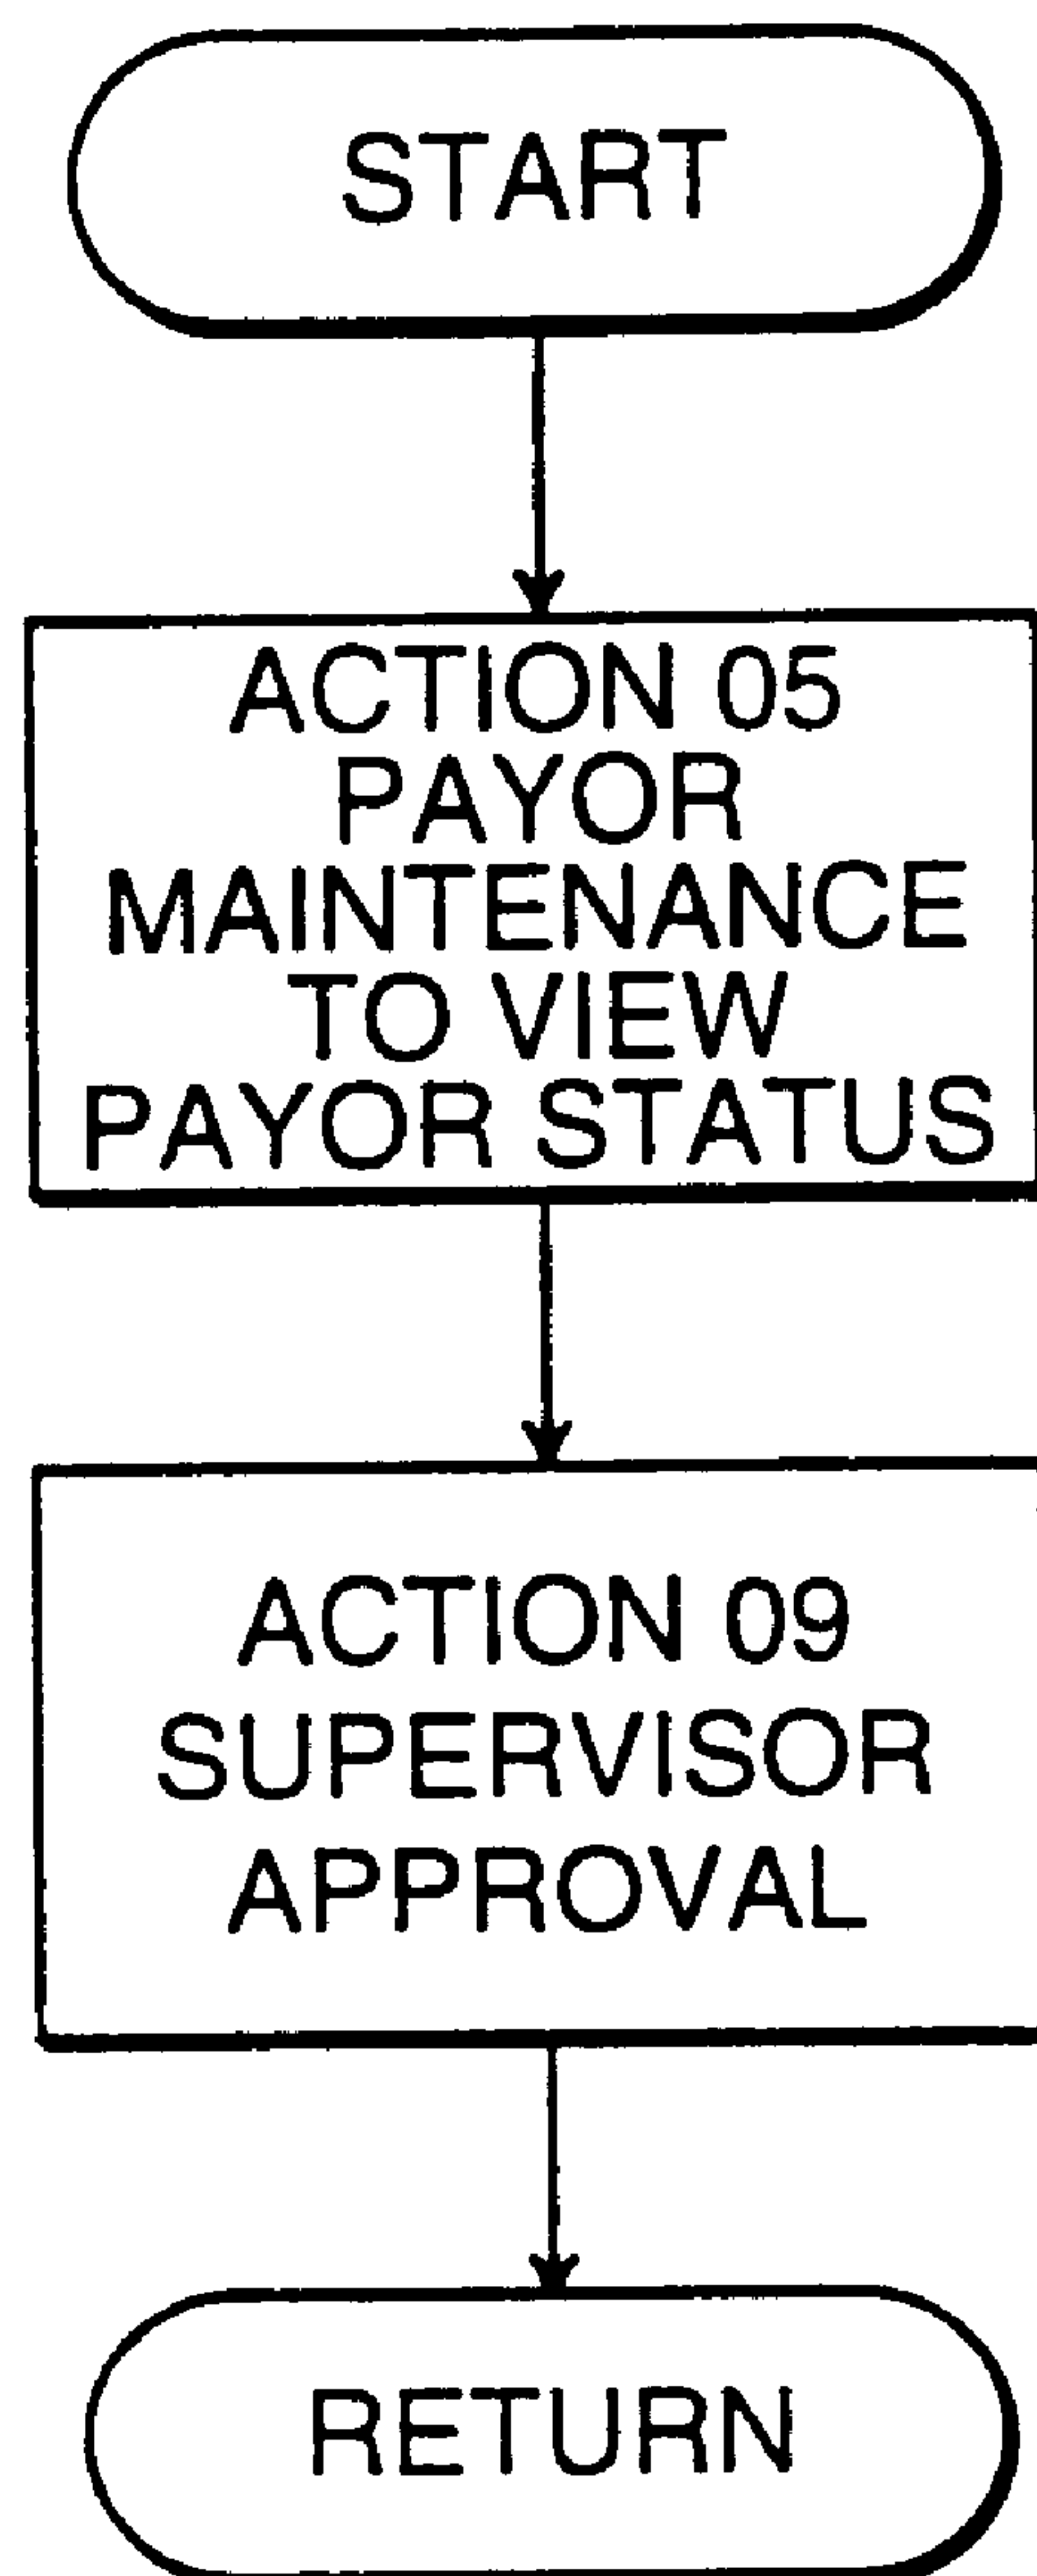 START
ACTION 05
PAYOR
MAINTENANCE
TO VIEW
PAYOR STATUS
ACTION 09
SUPERVISOR
APPROVAL
RETURN